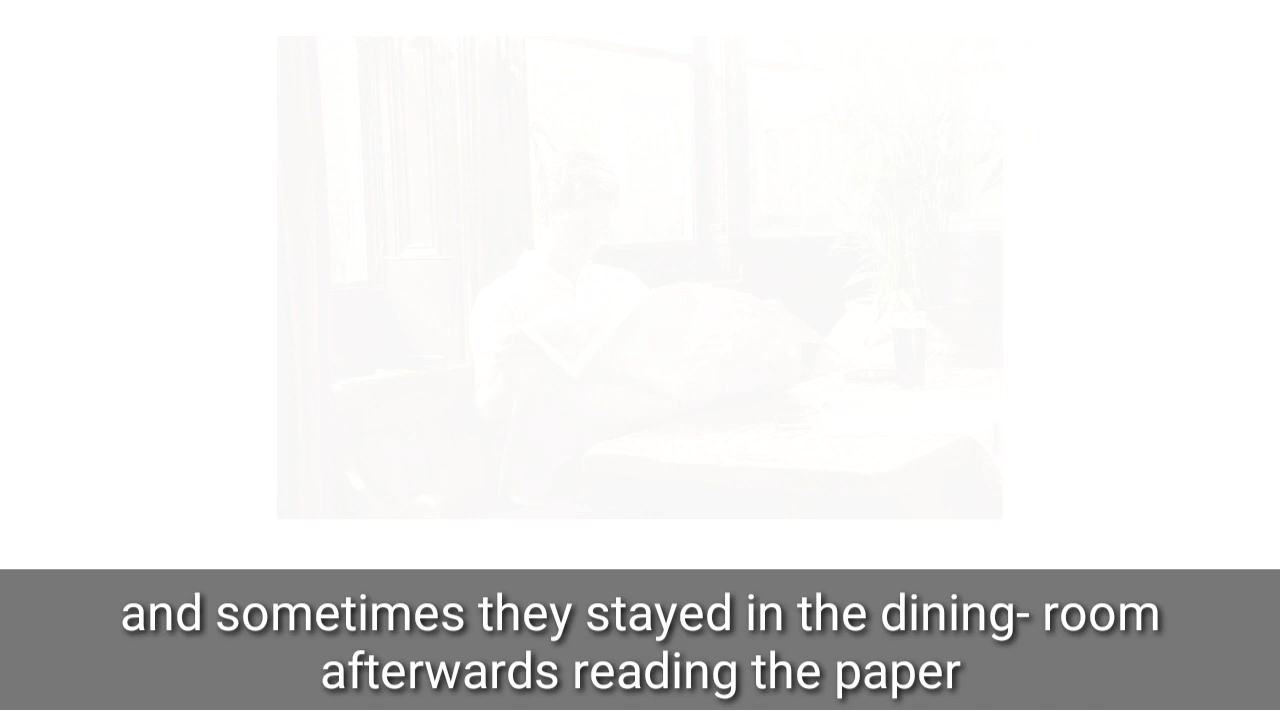 and sometimes they stayed in the dining- room
afterwards reading the paper